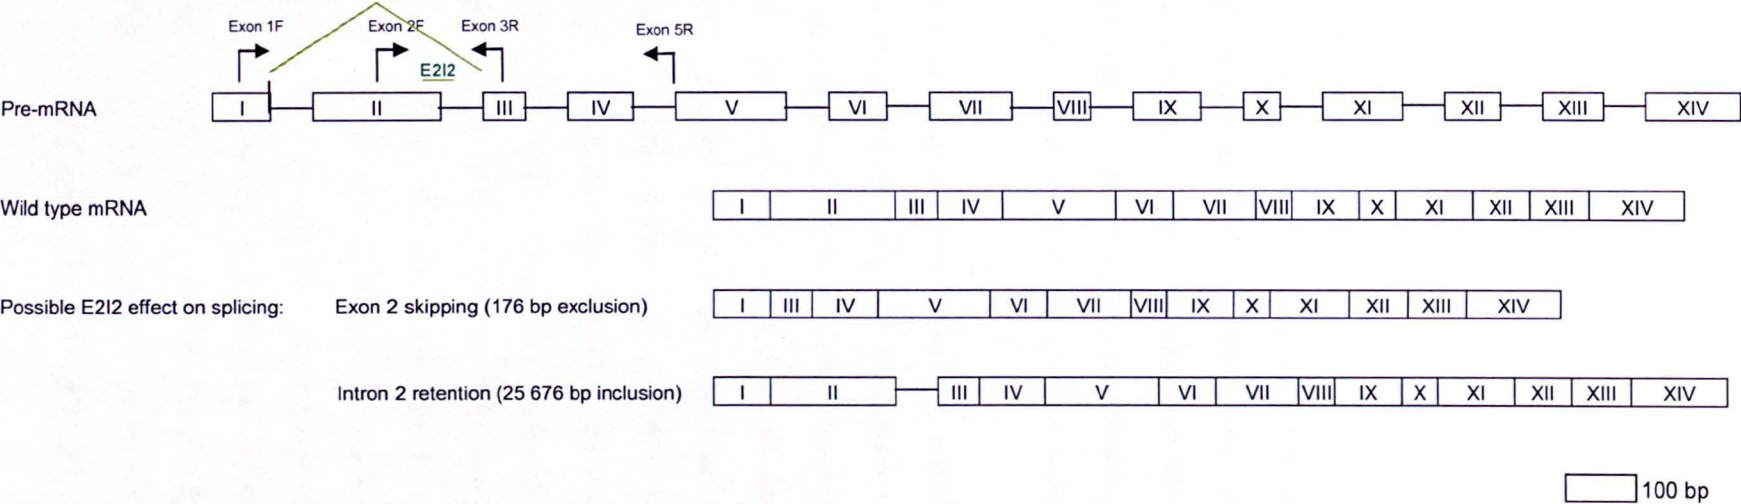 Exon 1F Exon 2F Exon 3R Exon 5R
E2I2
Pre-mRNA I II III IV V VI VII VIII IX X XI XII XIII XIV
Wild type mRNA I II III IV V VI VII VIII IX X XI XII XIII XIV
Possible E2I2 effect on splicing: Exon 2 skipping (176 bp exclusion) I III IV V VI VII VIII IX X XI XII XIII XIV
Intron 2 retention (25 676 bp inclusion) I II III IV V VI VII VIII IX X XI XII XIII XIV
100 bp